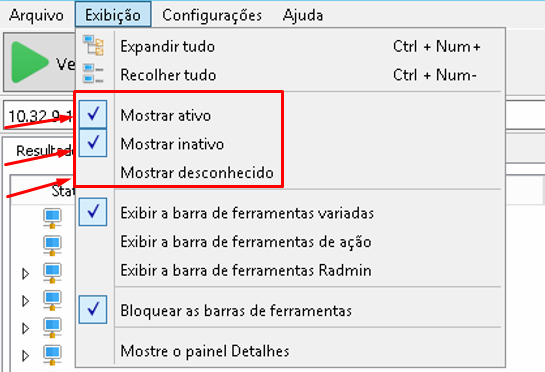 Arquivo Exibição Configurações Ajuda
Ve
Expandir tudo Ctrl + Num+
Recolher tudo Ctrl + Num-
10.32.9-1
Mostrar ativo
Mostrar inativo
Resultado
Mostrar desconhecido
Stat
Exibir a barra de ferramentas variadas
Exibir a barra de ferramentas de ação
Exibir a barra de ferramentas Radmin
Bloquear as barras de ferramentas
Mostre o painel Detalhes